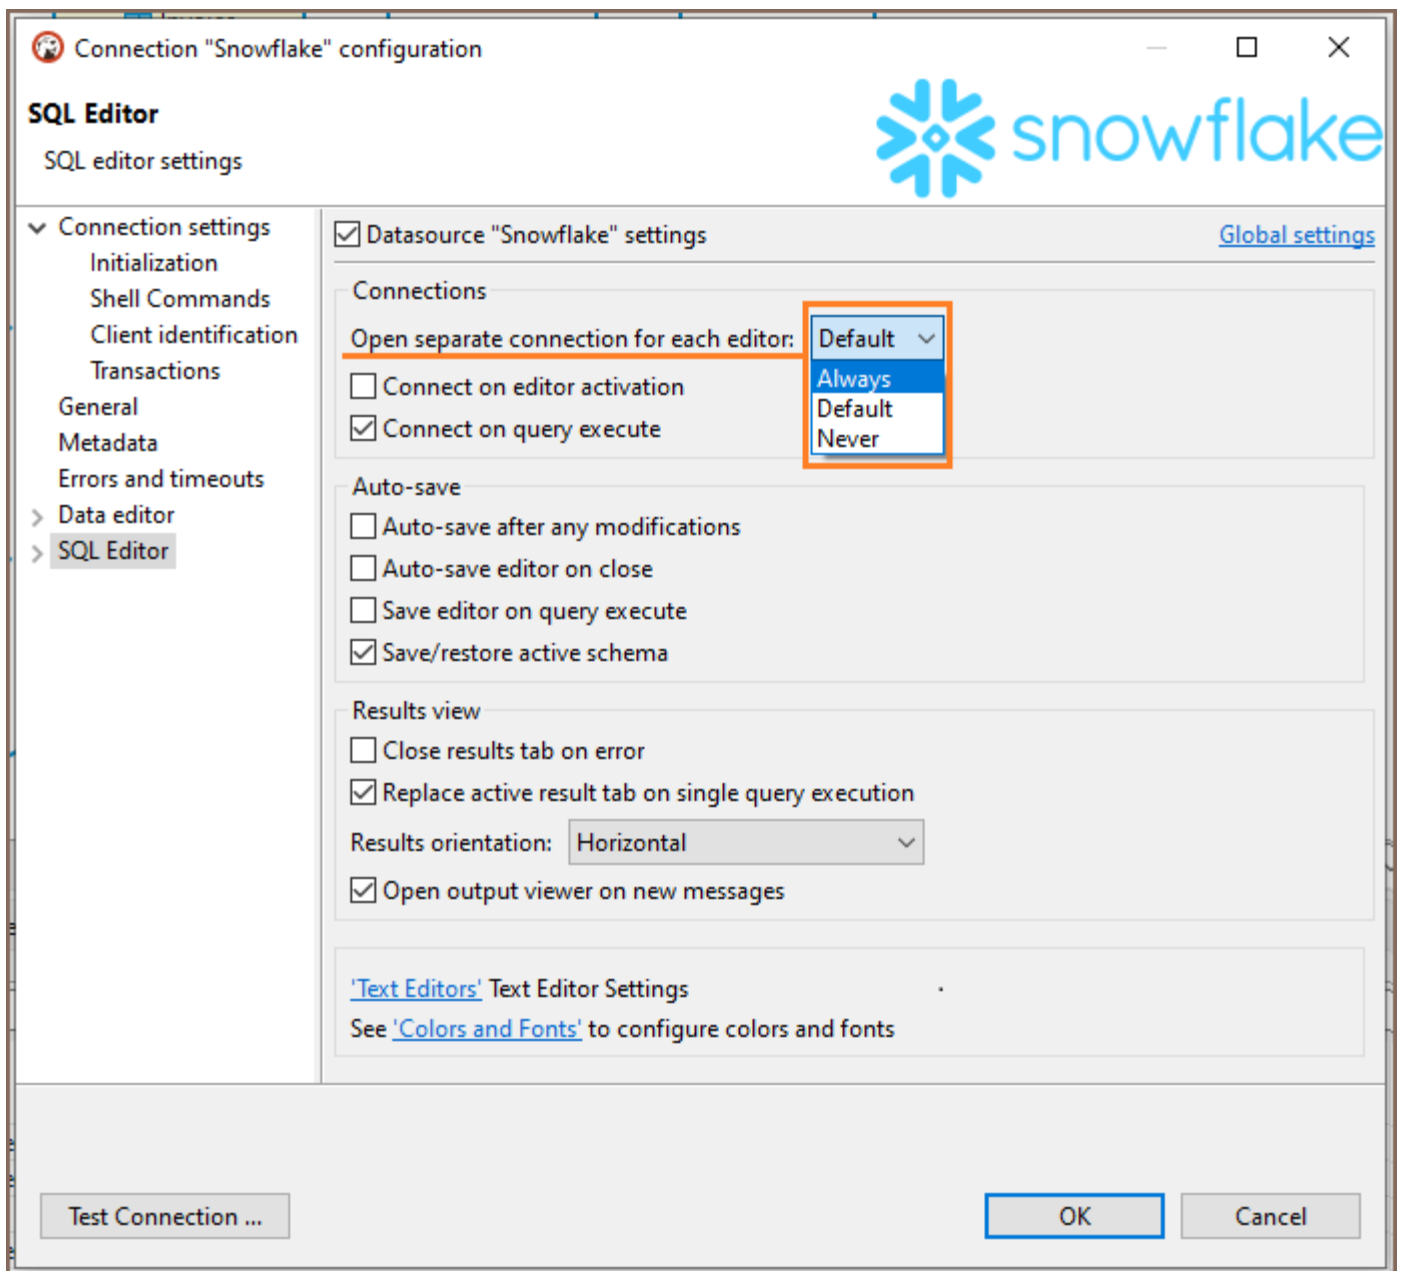 Connection "Snowflake" configuration
SQL Editor
SQL editor settings
snowflake
Connection settings
Initialization
Shell Commands
Client identification
Transactions
General
Metadata
Errors and timeouts
Data editor
SQL Editor
Datasource "Snowflake" settings
Global settings
Connections
Open separate connection for each editor: Default
Always
Default
Never
Connect on editor activation
Connect on query execute
Auto-save
Auto-save after any modifications
Auto-save editor on close
Save editor on query execute
Save/restore active schema
Results view
Close results tab on error
Replace active result tab on single query execution
Results orientation: Horizontal
Open output viewer on new messages
'Text Editors' Text Editor Settings
See 'Colors and Fonts' to configure colors and fonts
Test Connection ...
OK
Cancel